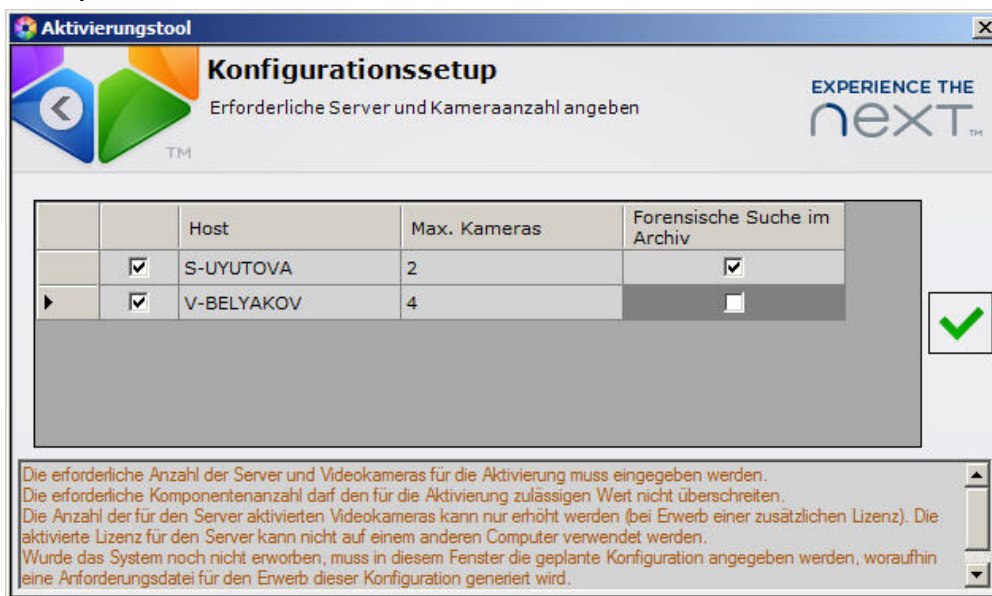 Aktivierungstool
Konfigurationssetup
Erforderliche Server und Kameraanzahl angeben
EXPERIENCE THE
next™
TM
Host Max. Kameras Forensische Suche im Archiv
S-UYUTOVA 2
V-BELYAKOV 4
Die erforderliche Anzahl der Server und Videokameras für die Aktivierung muss eingegeben werden.
Die erforderliche Komponentenanzahl darf den für die Aktivierung zulässigen Wert nicht überschreiten.
Die Anzahl der für den Server aktivierten Videokameras kann nur erhöht werden (bei Erwerb einer zusätzlichen Lizenz). Die
aktivierte Lizenz für den Server kann nicht auf einem anderen Computer verwendet werden.
Wurde das System noch nicht erworben, muss in diesem Fenster die geplante Konfiguration angegeben werden, woraufhin
eine Anforderungsdatei für den Erwerb dieser Konfiguration generiert wird.